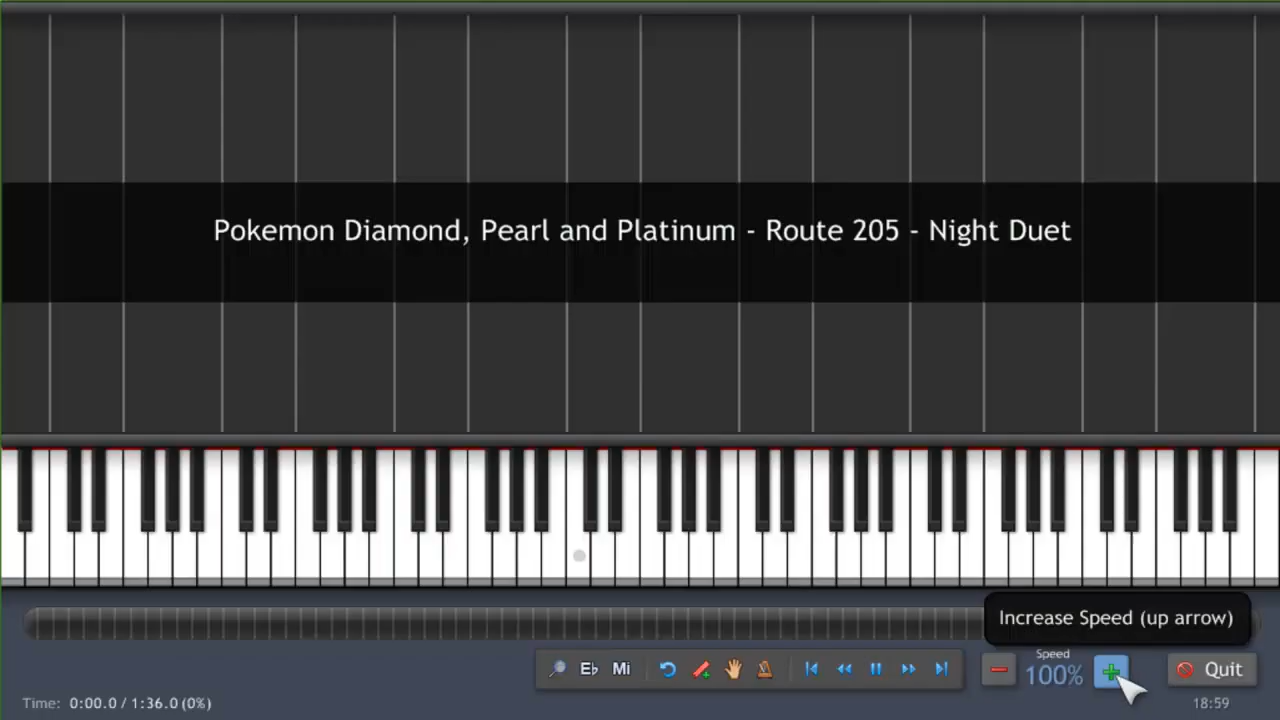 Pokemon Diamond, Pearl and Platinum - Route 205 - Night Duet
Increase Speed (up arrow)
E♭ Mi
Speed
100%
Quit
Time: 0:00.0 / 1:36.0 (0%)
18:59